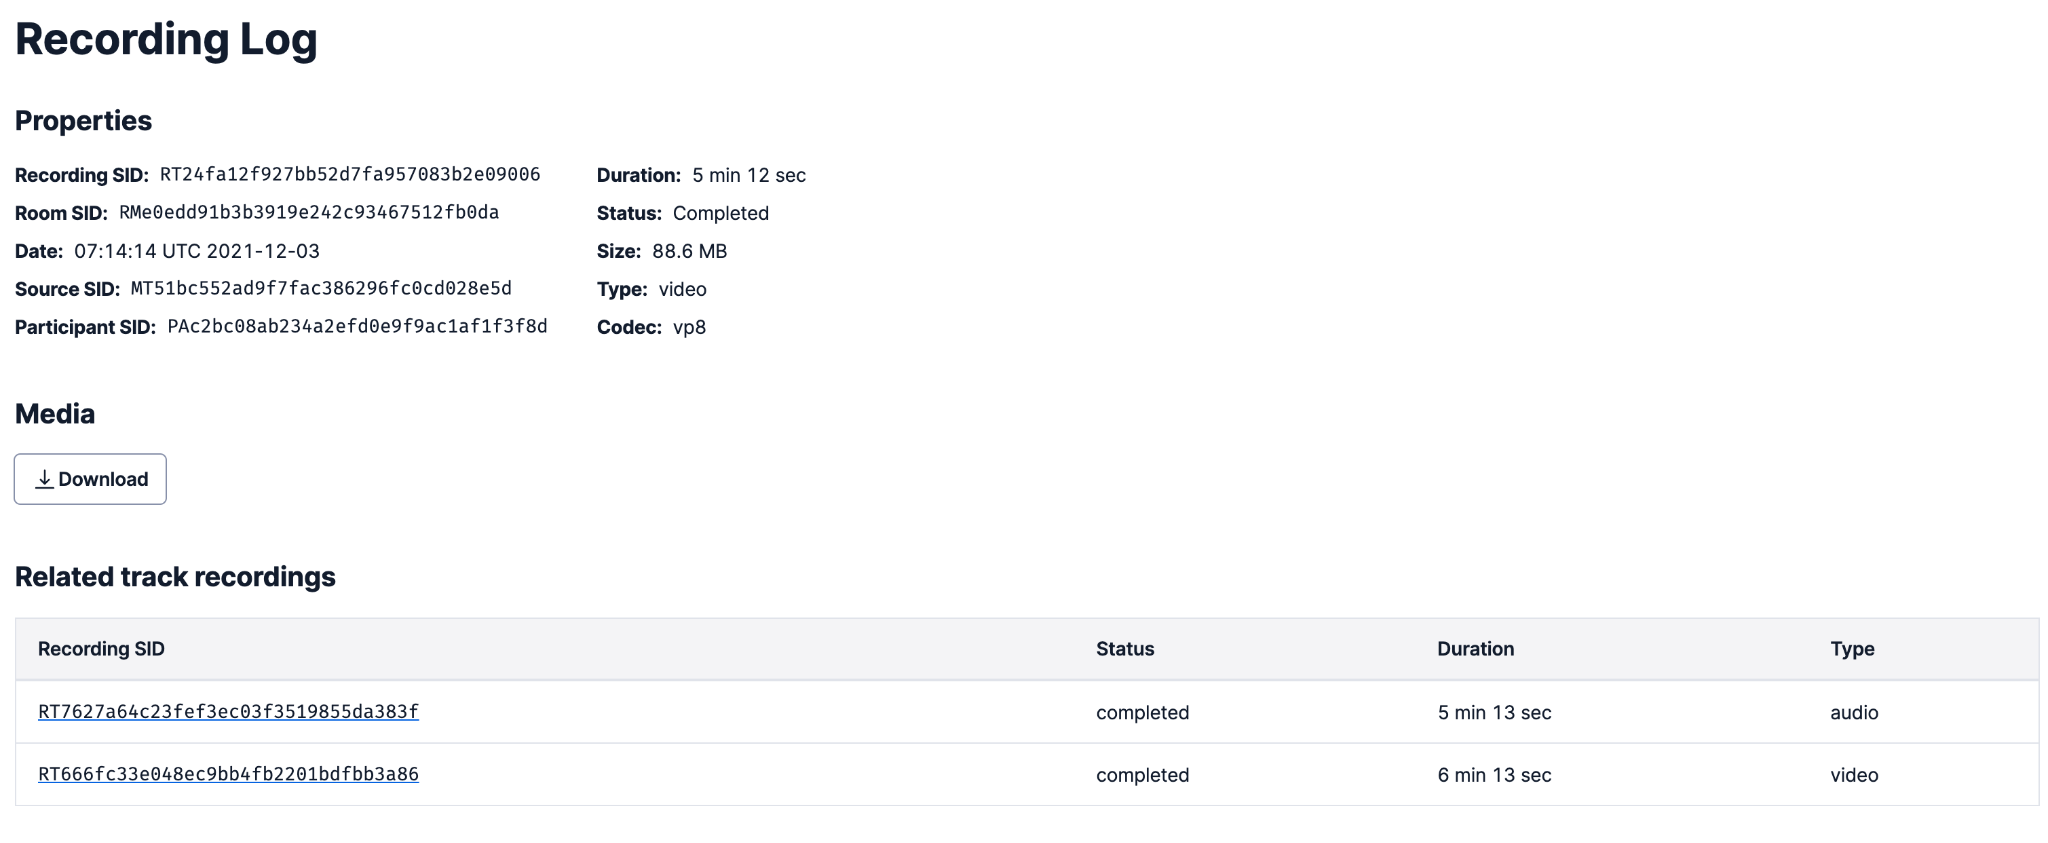 Recording Log
Properties
Recording SID: RT24fa12f927bb52d7fa957083b2e09006
Duration: 5 min 12 sec
Room SID: RMe0edd91b3b3919e242c93467512fb0da
Status: Completed
Date: 07:14:14 UTC 2021-12-03
Size: 88.6 MB
Source SID: MT51bc552ad9f7fac386296fc0cd028e5d
Type: video
Participant SID: PAc2bc08ab234a2efd0e9f9ac1af1f3f8d
Codec: vp8
Media
Download
Related track recordings
Recording SID Status Duration Type
RT7627a64c23fef3ec03f3519855da383f completed 5 min 13 sec audio
RT666fc33e048ec9bb4fb2201bdfbb3a86 completed 6 min 13 sec video